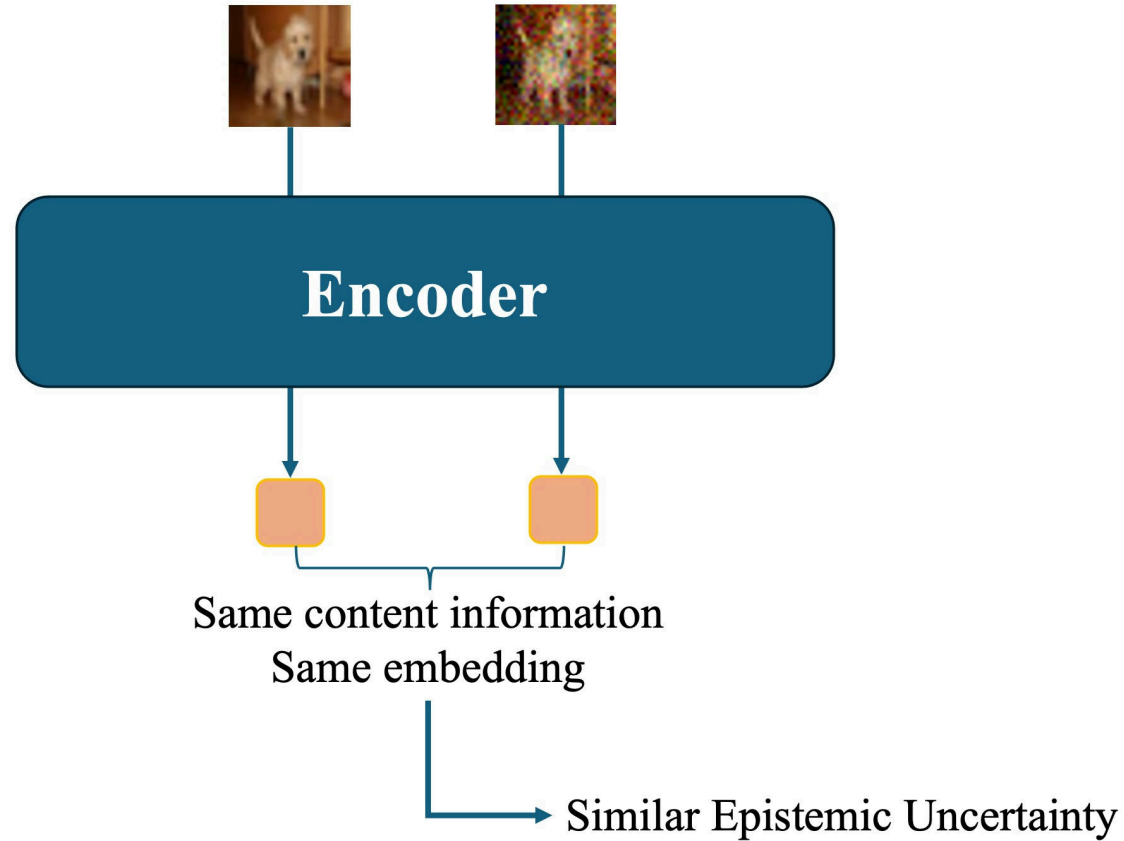 Encoder
Same content information
Same embedding
Similar Epistemic Uncertainty